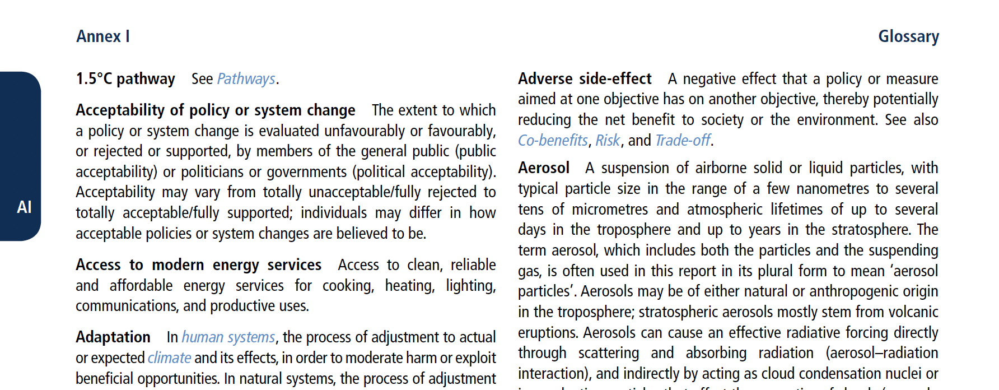 Annex I
Glossary
AI
1.5°C pathway See Pathways.
Acceptability of policy or system change The extent to which
a policy or system change is evaluated unfavourably or favourably,
or rejected or supported, by members of the general public (public
acceptability) or politicians or governments (political acceptability).
Acceptability may vary from totally unacceptable/fully rejected to
totally acceptable/fully supported; individuals may differ in how
acceptable policies or system changes are believed to be.
Access to modern energy services Access to clean, reliable
and affordable energy services for cooking, heating, lighting,
communications, and productive uses.
Adaptation In human systems, the process of adjustment to actual
or expected climate and its effects, in order to moderate harm or exploit
beneficial opportunities. In natural systems, the process of adjustment
Adverse side-effect A negative effect that a policy or measure
aimed at one objective has on another objective, thereby potentially
reducing the net benefit to society or the environment. See also
Co-benefits, Risk, and Trade-off.
Aerosol A suspension of airborne solid or liquid particles, with
typical particle size in the range of a few nanometres to several
tens of micrometres and atmospheric lifetimes of up to several
days in the troposphere and up to years in the stratosphere. The
term aerosol, which includes both the particles and the suspending
gas, is often used in this report in its plural form to mean ‘aerosol
particles’. Aerosols may be of either natural or anthropogenic origin
in the troposphere; stratospheric aerosols mostly stem from volcanic
eruptions. Aerosols can cause an effective radiative forcing directly
through scattering and absorbing radiation (aerosol–radiation
interaction), and indirectly by acting as cloud condensation nuclei or